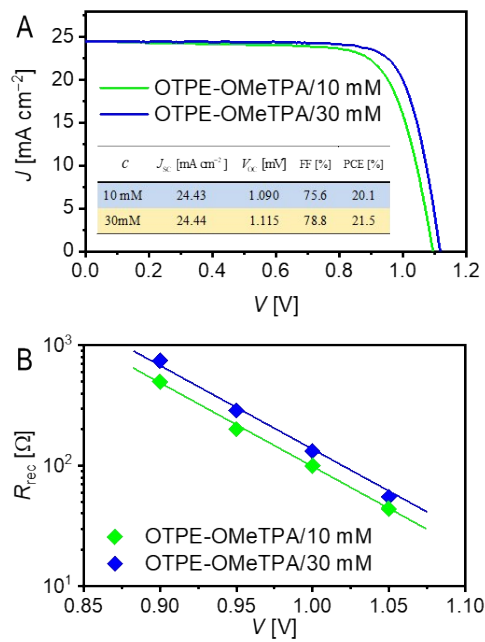 A
J [mA cm⁻²]
25
20
15
10
5
0
OTPE-OMeTPA/10 mM
OTPE-OMeTPA/30 mM
c J_SC [mA cm⁻²] V_OC [mV] FF [%] PCE [%]
10 mM 24.43 1.090 75.6 20.1
30mM 24.44 1.115 78.8 21.5
0.0 0.2 0.4 0.6 0.8 1.0 1.2
V [V]
B
R_rec [Ω]
10³
10²
10¹
OTPE-OMeTPA/10 mM
OTPE-OMeTPA/30 mM
0.85 0.90 0.95 1.00 1.05 1.10
V [V]